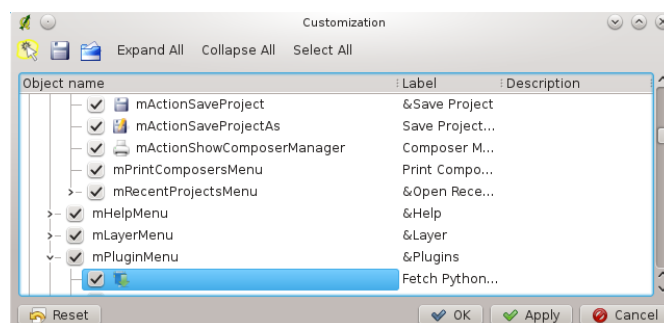 Customization
Expand All Collapse All Select All
Object name Label Description
mActionSaveProject &Save Project
mActionSaveProjectAs Save Project...
mActionShowComposerManager Composer M...
mPrintComposersMenu Print Compo...
mRecentProjectsMenu &Open Rece...
mHelpMenu &Help
mLayerMenu &Layer
mPluginMenu &Plugins
Fetch Python...
Reset OK Apply Cancel